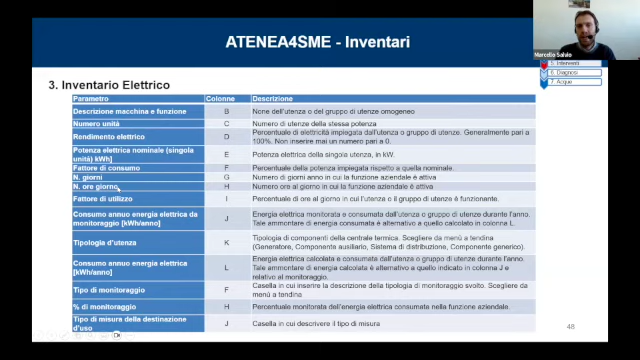 ATENEA4SME - Inventari
Marcello Salvio
5. Interventi
6. Diagnosi
7. Acque
3. Inventario Elettrico
Parametro Colonne Descrizione
Descrizione macchina e funzione B None dell'utenza o del gruppo di utenze omogeneo
Numero unità C Numero di utenze della stessa potenza
Rendimento elettrico D Percentuale di elettricità impiegata dall'utenza o gruppo di utenze. Generalmente pari a
100%. Non inserire mai un numero pari a 0.
Potenza elettrica nominale (singola
unità) kWh] E Potenza elettrica della singola utenza, in kW.
Fattore di consumo F Percentuale della potenza impiegata rispetto a quella nominale.
N. giorni G Numero di giorni anno in cui la funzione aziendale è attiva
N. ore giorno H Numero ore al giorno in cui la funzione aziendale è attiva
Fattore di utilizzo I Percentuale di ore al giorno in cui l'utenza o il gruppo di utenze è funzionante.
Consumo annuo energia elettrica da
monitoraggio [kWh/anno] J Energia elettrica monitorata e consumata dall'utenza o gruppo di utenze durante l'anno.
Tale ammontare di energia calcolata è alternativo a quello calcolato in colonna L.
Tipologia d'utenza K Tipologia di componenti della centrale termica. Scegliere da menù a tendina
(Generatore, Componente ausiliario, Sistema di distribuzione, Componente generico).
Consumo annuo energia elettrica
[kWh/anno] L Energia elettrica calcolata e consumata dall'utenza o gruppo di utenze durante l'anno.
Tale ammontare di energia calcolata è alternativo a quello indicato in colonna J e
relativo al monitoraggio.
Tipo di monitoraggio F Casella in cui inserire la descrizione della tipologia di monitoraggio svolto. Scegliere da
menù a tendina
% di monitoraggio H Percentuale monitorata dell'energia elettrica consumata nella funzione aziendale.
Tipo di misura della destinazione
d'uso J Casella in cui descrivere il tipo di misura
48